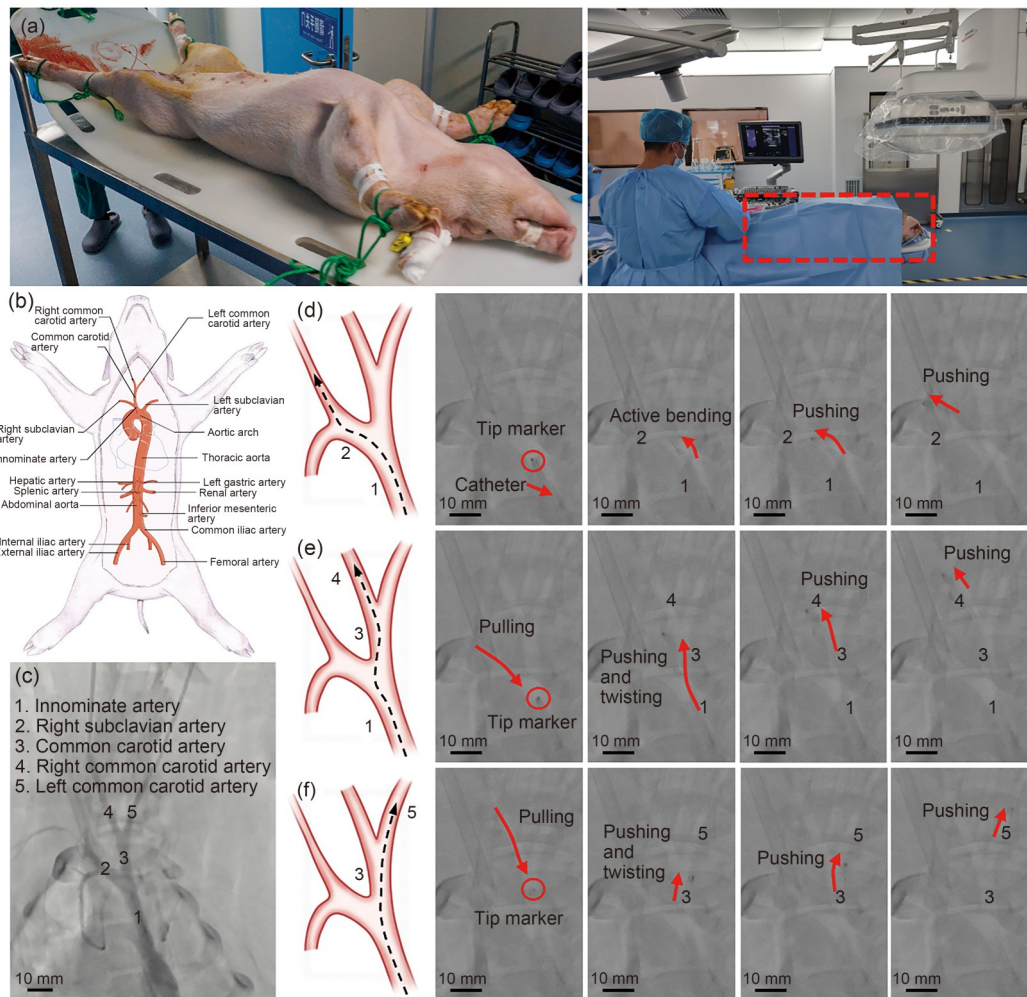 (a)
(b)
Right common
carotid artery
Common carotid
artery
Left common
carotid artery
Left subclavian
artery
Right subclavian
artery
Aortic arch
nnominate artery
Thoracic aorta
Hepatic artery
Splenic artery
Abdominal aorta
Left gastric artery
Renal artery
Inferior mesenteric
artery
Common iliac artery
nternal iliac artery
External iliac artery
Femoral artery
(c)
1. Innominate artery
2. Right subclavian artery
3. Common carotid artery
4. Right common carotid artery
5. Left common carotid artery
4 5
3
2
1
10 mm
(d)
2
1
Tip marker
Catheter
10 mm
Active bending
2
1
10 mm
Pushing
2
1
10 mm
Pushing
2
1
10 mm
(e)
4
3
1
Pulling
Tip marker
10 mm
4
3
Pushing
and
twisting
1
10 mm
Pushing
4
3
1
10 mm
Pushing
4
3
1
10 mm
(f)
5
3
Pulling
Tip marker
10 mm
Pushing
and
twisting
5
3
10 mm
5
Pushing
3
10 mm
Pushing
5
3
10 mm